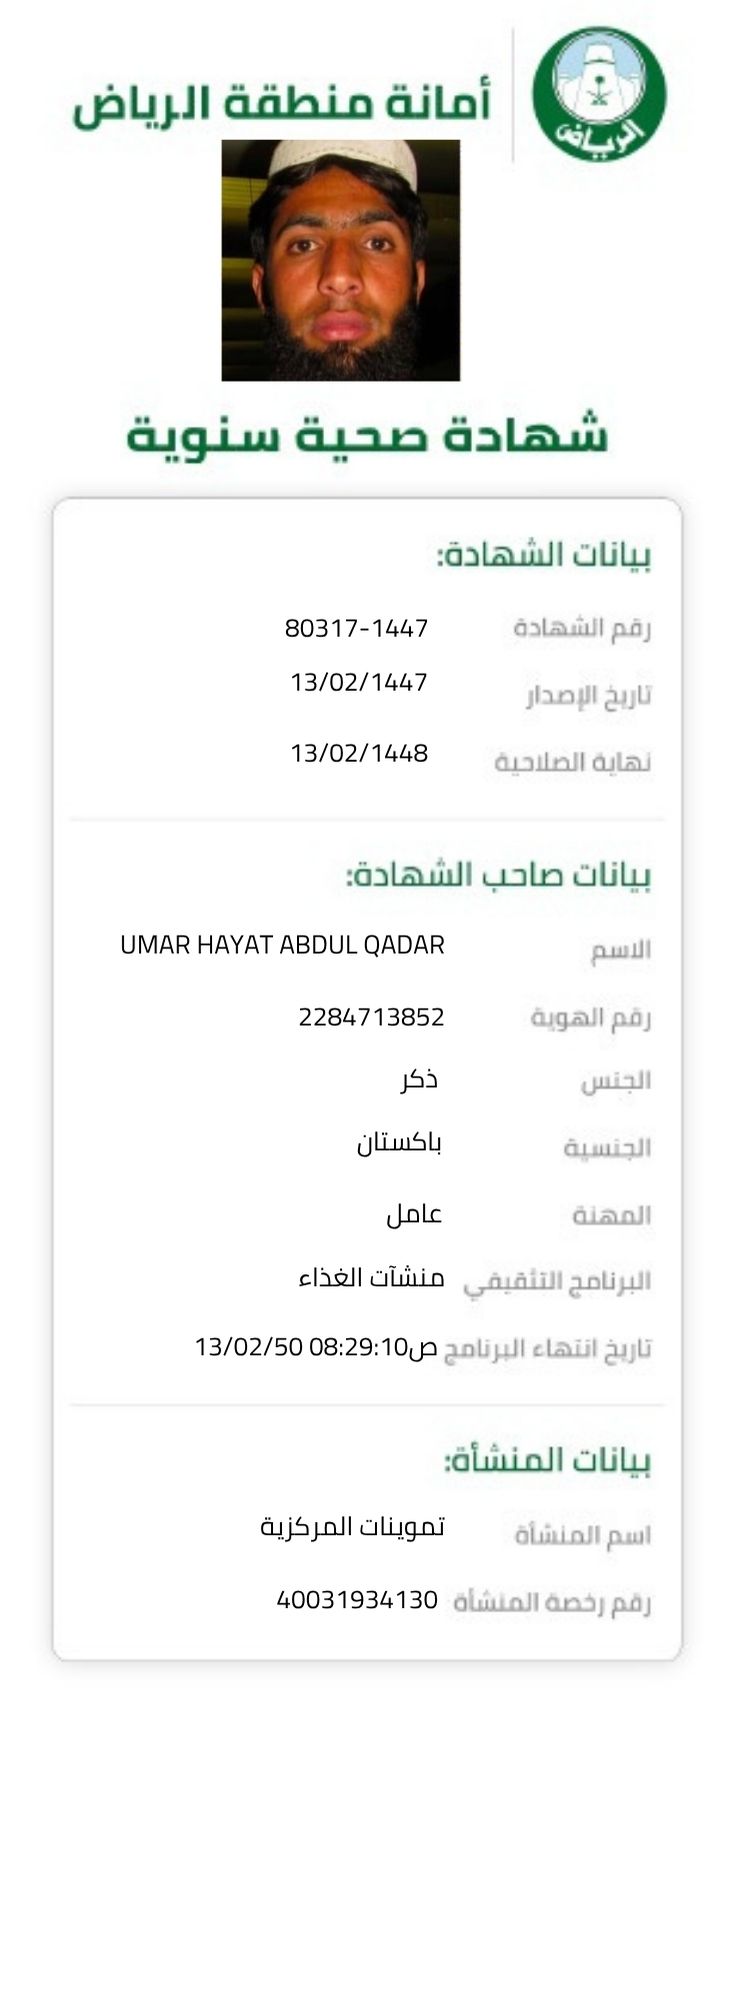 أمانة منطقة الرياض
الرياض
شهادة صحية سنوية
بيانات الشهادة:
رقم الشهادة 80317-1447
تاريخ الإصدار 13/02/1447
نهاية الصلاحية 13/02/1448
بيانات صاحب الشهادة:
الاسم UMAR HAYAT ABDUL QADAR
رقم الهوية 2284713852
الجنس ذكر
الجنسية باكستان
المهنة عامل
البرنامج التثقيفي منشآت الغذاء
تاريخ انتهاء البرنامج 13/02/50 08:29:10ص
بيانات المنشأة:
اسم المنشأة تموينات المركزية
رقم رخصة المنشأة 40031934130